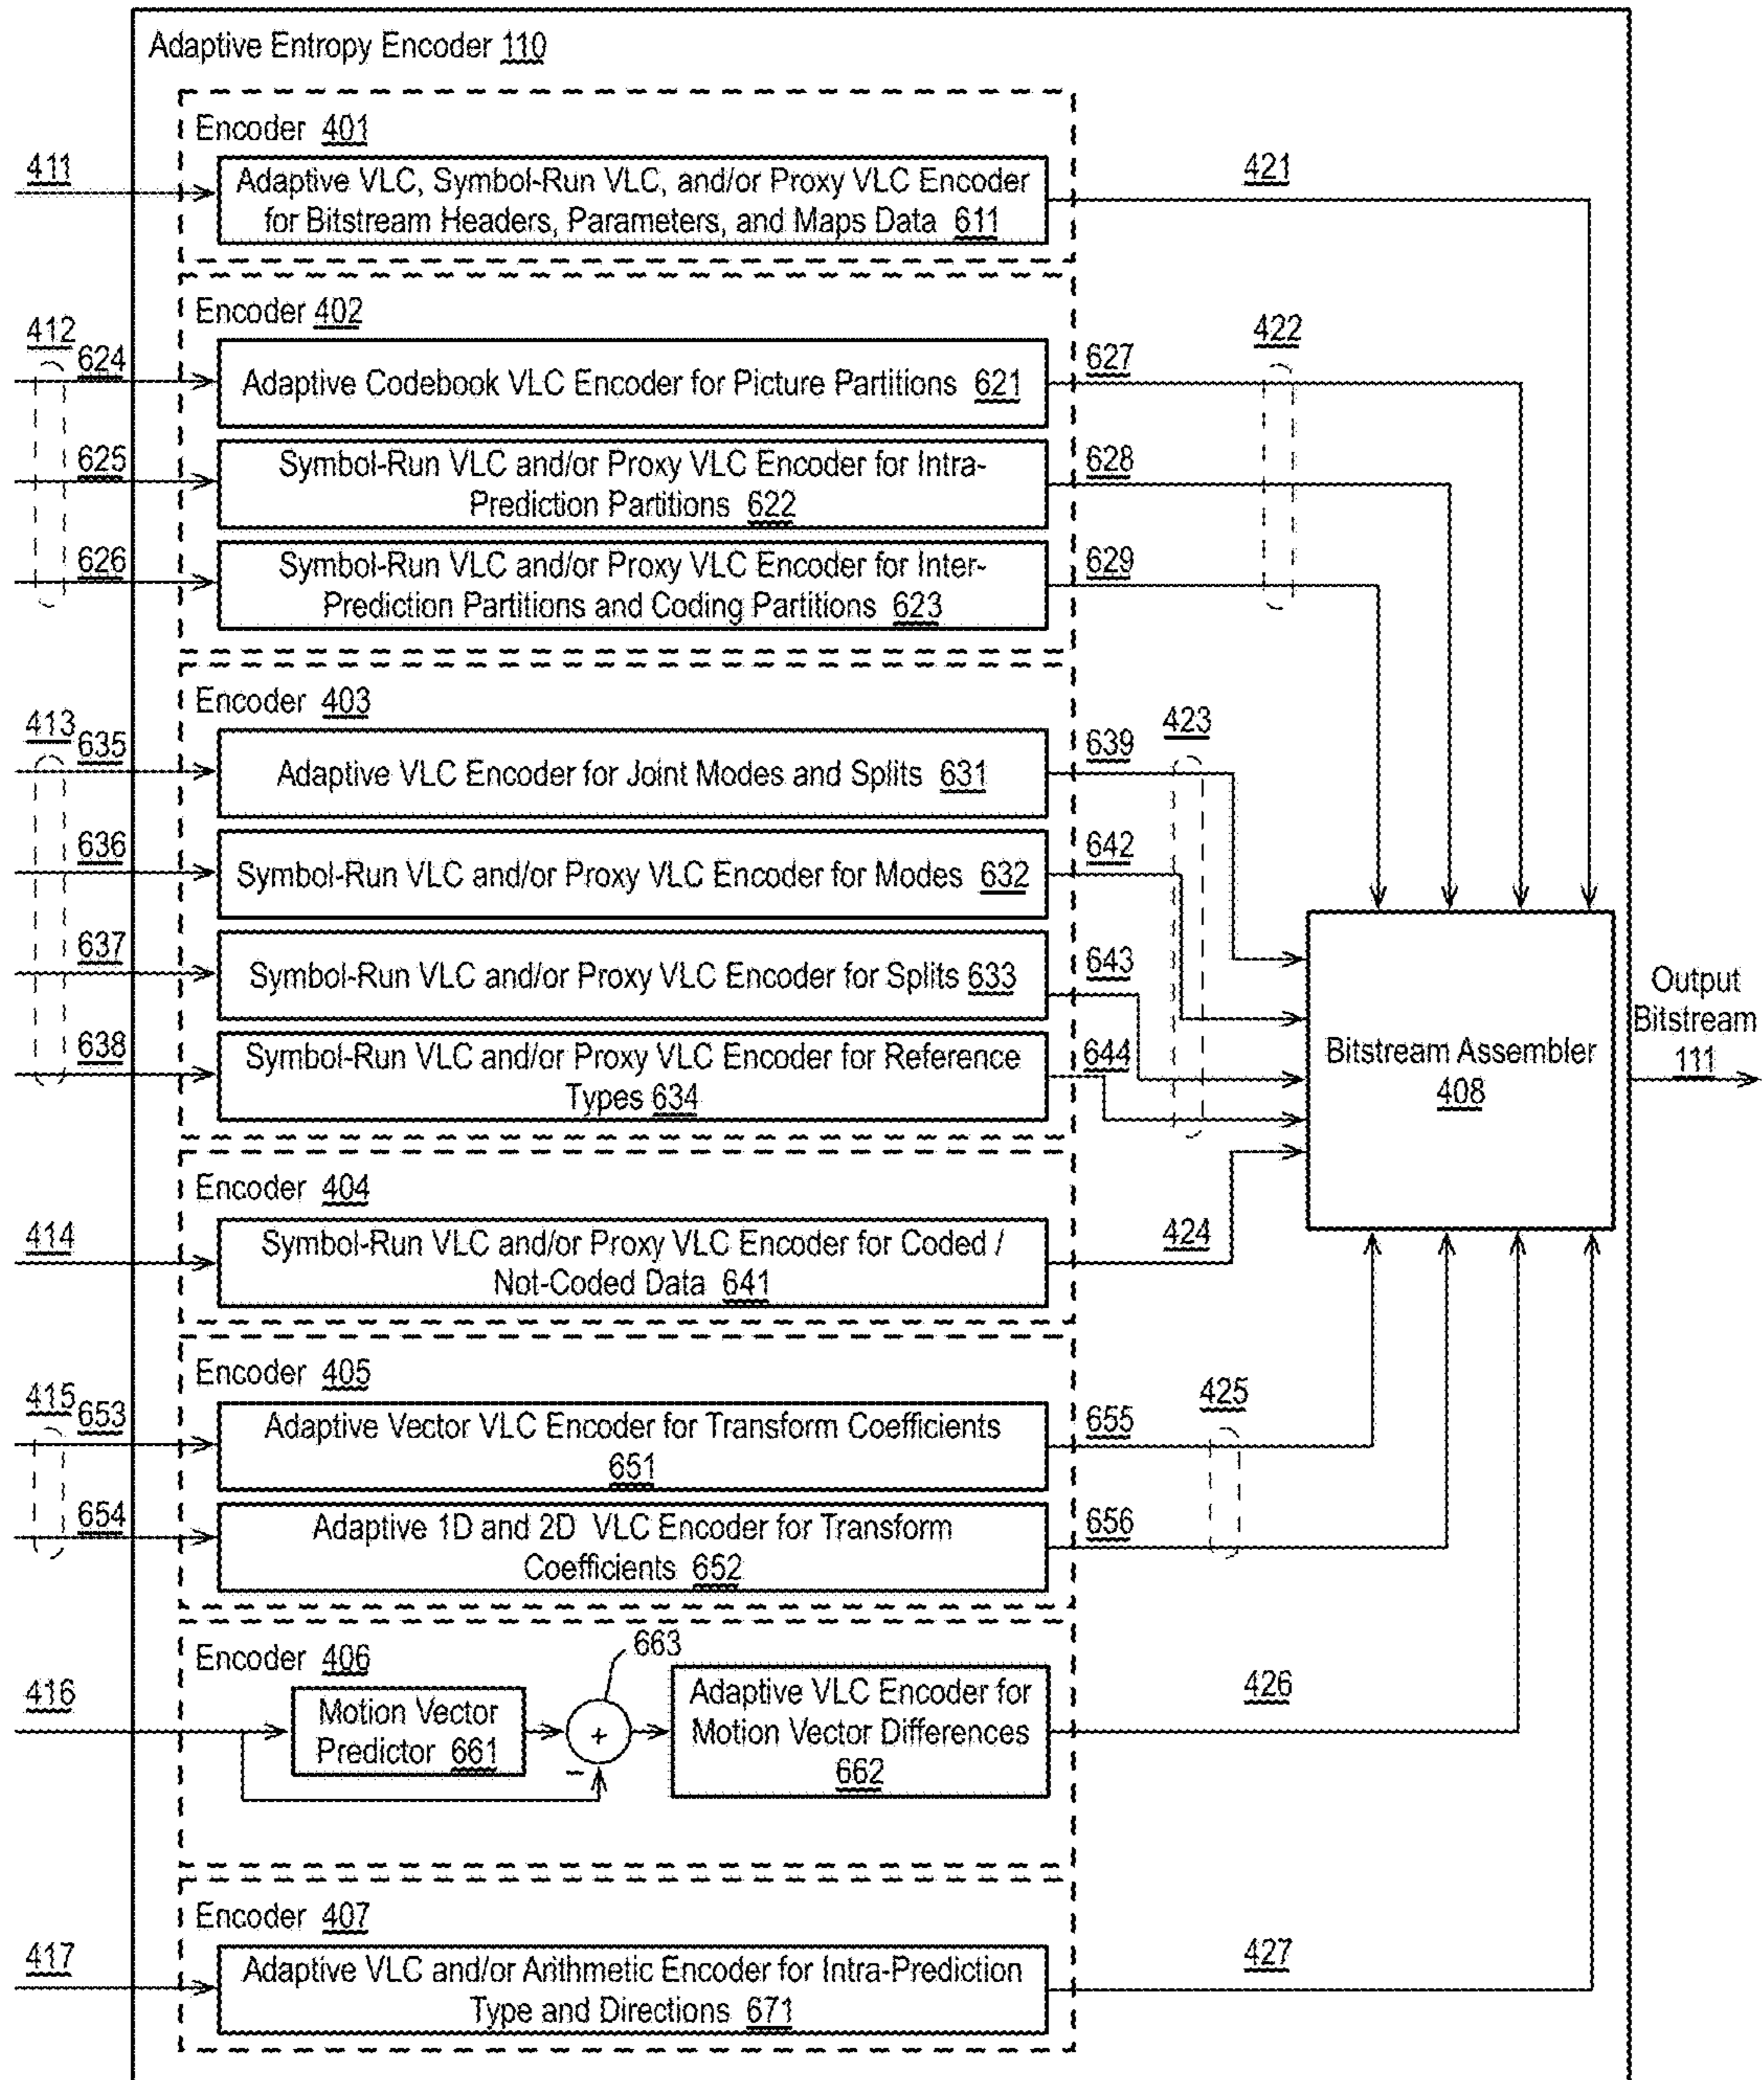 Adaptive Entropy Encoder 110
Encoder 401
411
Adaptive VLC, Symbol-Run VLC, and/or Proxy VLC Encoder
for Bitstream Headers, Parameters, and Maps Data 611
421
Encoder 402
412
624
Adaptive Codebook VLC Encoder for Picture Partitions 621
627
422
625
Symbol-Run VLC and/or Proxy VLC Encoder for Intra-
Prediction Partitions 622
628
626
Symbol-Run VLC and/or Proxy VLC Encoder for Inter-
Prediction Partitions and Coding Partitions 623
629
Encoder 403
413
635
Adaptive VLC Encoder for Joint Modes and Splits 631
639
423
636
Symbol-Run VLC and/or Proxy VLC Encoder for Modes 632
642
637
Symbol-Run VLC and/or Proxy VLC Encoder for Splits 633
643
638
Symbol-Run VLC and/or Proxy VLC Encoder for Reference
Types 634
644
Bitstream Assembler
408
Output
Bitstream
111
Encoder 404
414
Symbol-Run VLC and/or Proxy VLC Encoder for Coded /
Not-Coded Data 641
424
Encoder 405
415
653
Adaptive Vector VLC Encoder for Transform Coefficients
651
655
425
654
Adaptive 1D and 2D VLC Encoder for Transform
Coefficients 652
656
Encoder 406
416
Motion Vector
Predictor 661
663
+
-
Adaptive VLC Encoder for
Motion Vector Differences
662
426
Encoder 407
417
Adaptive VLC and/or Arithmetic Encoder for Intra-Prediction
Type and Directions 671
427